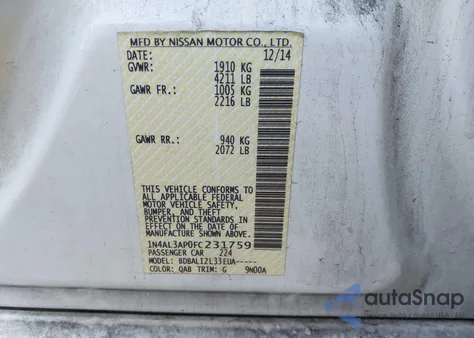 MFD BY NISSAN MOTOR CO., LTD.
DATE: 12/14
GVWR: 1910 KG
4211 LB
GAWR FR.: 1005 KG
2216 LB
GAWR RR.: 940 KG
2072 LB
THIS VEHICLE CONFORMS TO
ALL APPLICABLE FEDERAL
MOTOR VEHICLE SAFETY,
BUMPER, AND THEFT
PREVENTION STANDARDS IN
EFFECT ON THE DATE OF
MANUFACTURE SHOWN ABOVE.
1N4AL3AP0FC231759
PASSENGER CAR 224
MODEL: BDBALIZL33EUA-----
COLOR: QAB TRIM: G 9N00A
autoSnap
www.autosnap